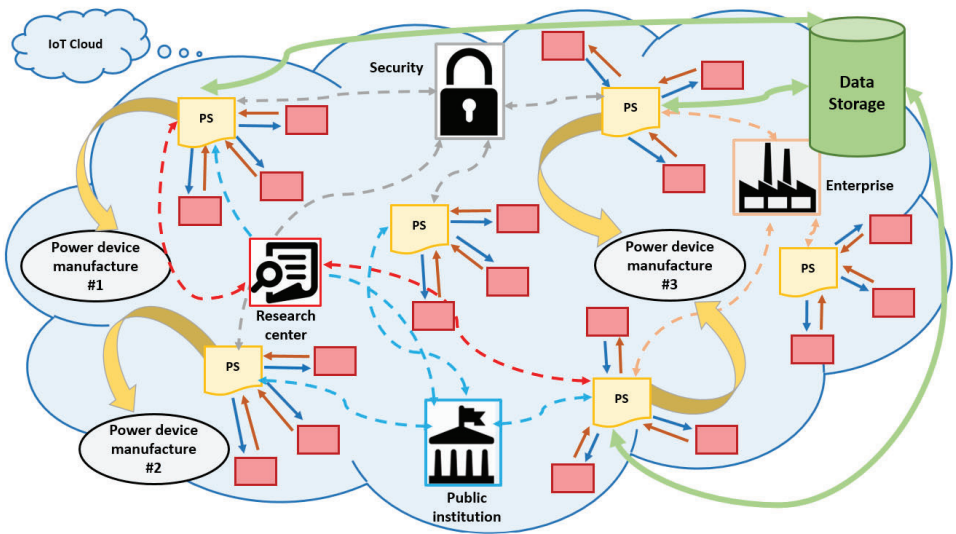 IoT Cloud
Security
Data
Storage
PS
PS
Enterprise
PS
Power device
manufacture
#1
Power device
manufacture
#3
PS
Research
center
PS
PS
Power device
manufacture
#2
Public
institution